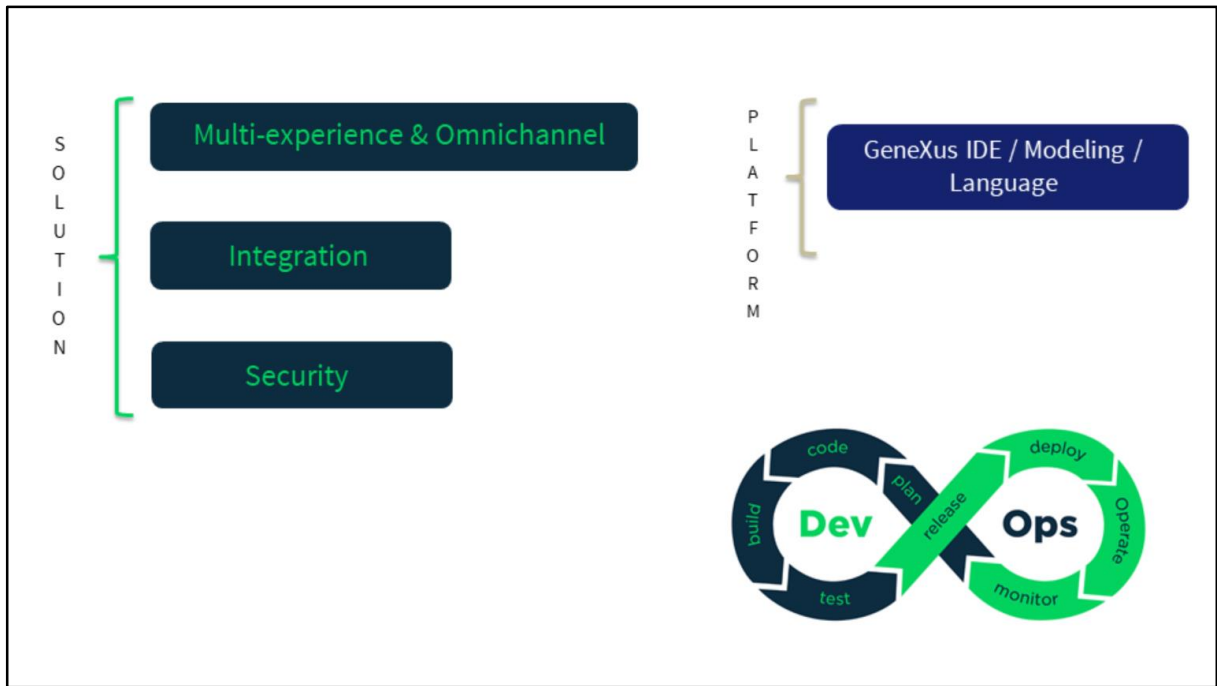 SOLUTION
Multi-experience & Omnichannel
Integration
Security
PLATFORM
GeneXus IDE / Modeling /
Language
Dev
Ops
plan
code
build
test
release
deploy
Operate
monitor